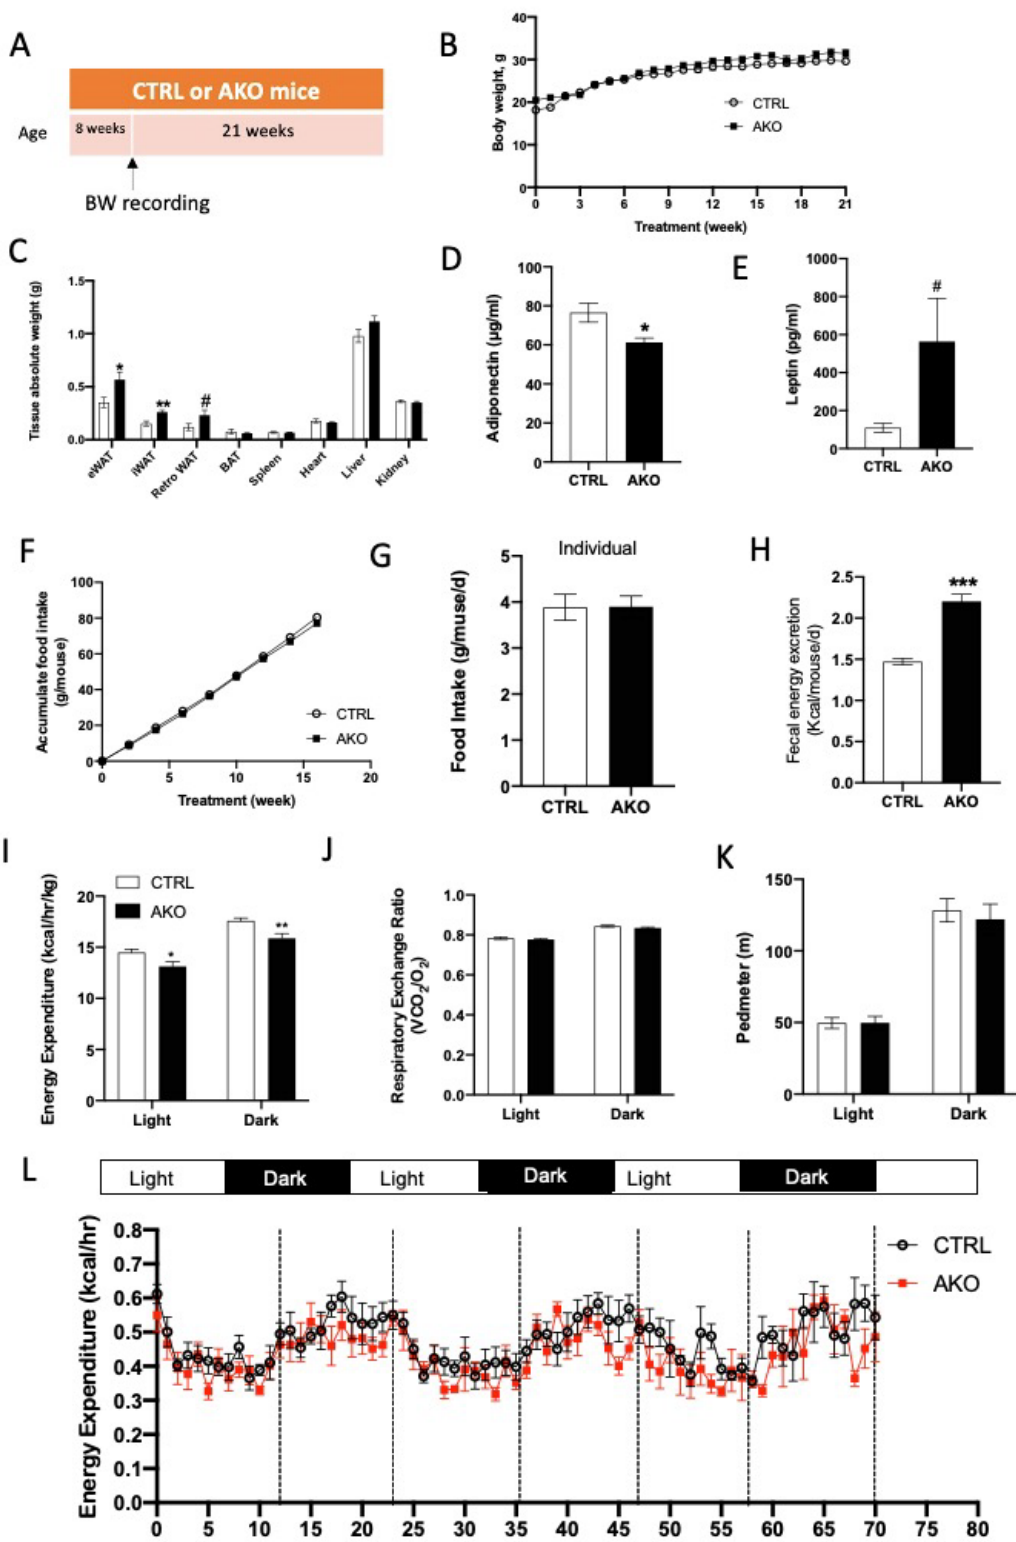 A
CTRL or AKO mice
Age
8 weeks
21 weeks
BW recording
B
Body weight, g
40
30
20
10
0
0 3 6 9 12 15 18 21
Treatment (week)
CTRL
AKO
C
Tissue absolute weight (g)
1.5
1.0
0.5
0.0
*
**
#
eWAT
iWAT
Retro WAT
BAT
Spleen
Heart
Liver
Kidney
D
Adiponectin (µg/ml)
100
80
60
40
20
0
*
CTRL AKO
E
Leptin (pg/ml)
1000
800
600
400
200
0
#
CTRL AKO
F
Accumulate food intake
(g/mouse)
100
80
60
40
20
0
0 5 10 15 20
Treatment (week)
CTRL
AKO
G
Individual
Food Intake (g/muse/d)
5
4
3
2
1
0
CTRL AKO
H
Fecal energy excretion
(Kcal/mouse/d)
2.5
2.0
1.5
1.0
0.5
0.0
***
CTRL AKO
I
Energy Expenditure (kcal/hr/kg)
20
15
10
5
0
CTRL
AKO
*
**
Light Dark
J
Respiratory Exchange Ratio
(VCO2/O2)
1.0
0.8
0.6
0.4
0.2
0.0
Light Dark
K
Pedmeter (m)
150
100
50
0
Light Dark
L
Light Dark Light Dark Light Dark
Energy Expenditure (kcal/hr)
0.8
0.7
0.6
0.5
0.4
0.3
0.2
0.1
0.0
0 5 10 15 20 25 30 35 40 45 50 55 60 65 70 75 80
CTRL
AKO